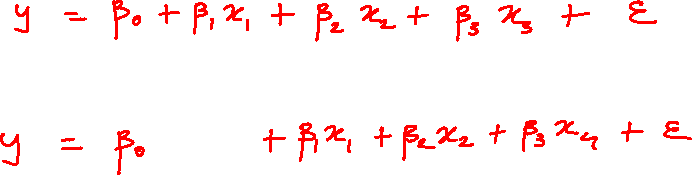 y = β₀ + β₁x₁ + β₂x₂ + β₃x₃ + ε
y = β₀ + β₁x₁ + β₂x₂ + β₃x₄ + ε